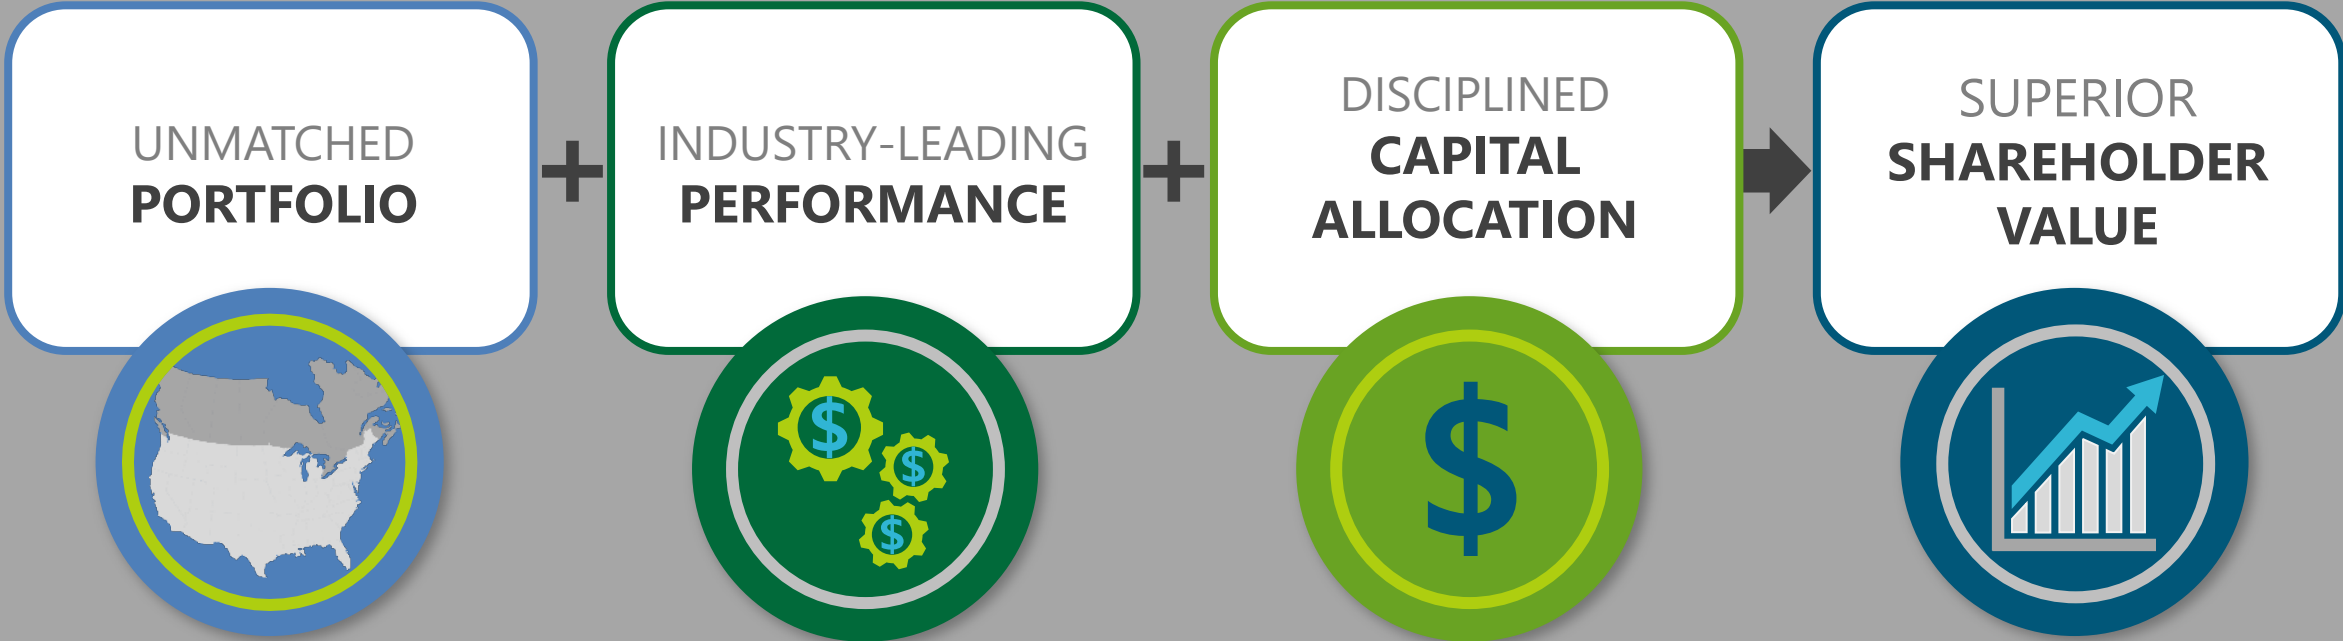 UNMATCHED
PORTFOLIO
+
INDUSTRY-LEADING
PERFORMANCE
+
DISCIPLINED
CAPITAL
ALLOCATION
SUPERIOR
SHAREHOLDER
VALUE
$
$
$
$